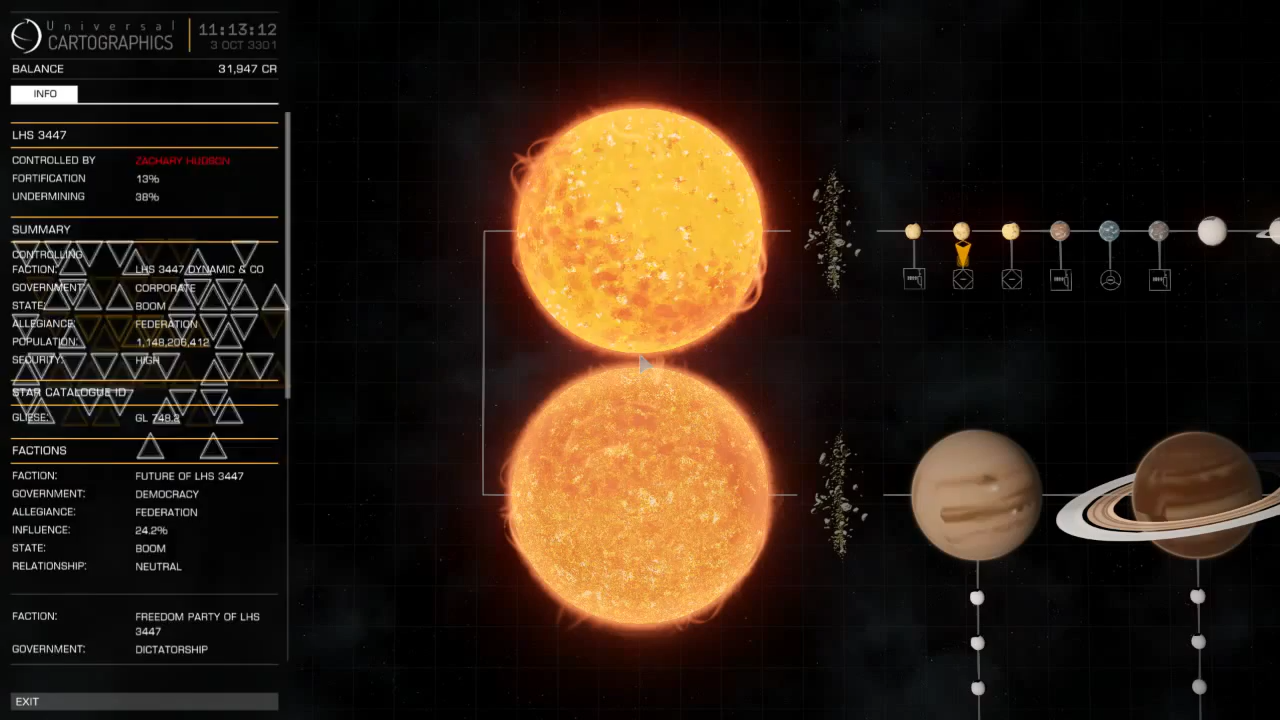 Universal
CARTOGRAPHICS
11:13:12
3 OCT 3301
BALANCE 31,947 CR
INFO
LHS 3447
CONTROLLED BY ZACHARY HUDSON
FORTIFICATION 13%
UNDERMINING 38%
SUMMARY
CONTROLLING
FACTION: LHS 3447 DYNAMIC & CO
GOVERNMENT: CORPORATE
STATE: BOOM
ALLEGIANCE: FEDERATION
POPULATION: 1,148,206,412
SECURITY: HIGH
STAR CATALOGUE ID
GLIESE: GL 748.2
FACTIONS
FACTION: FUTURE OF LHS 3447
GOVERNMENT: DEMOCRACY
ALLEGIANCE: FEDERATION
INFLUENCE: 24.2%
STATE: BOOM
RELATIONSHIP: NEUTRAL
FACTION: FREEDOM PARTY OF LHS
3447
GOVERNMENT: DICTATORSHIP
EXIT